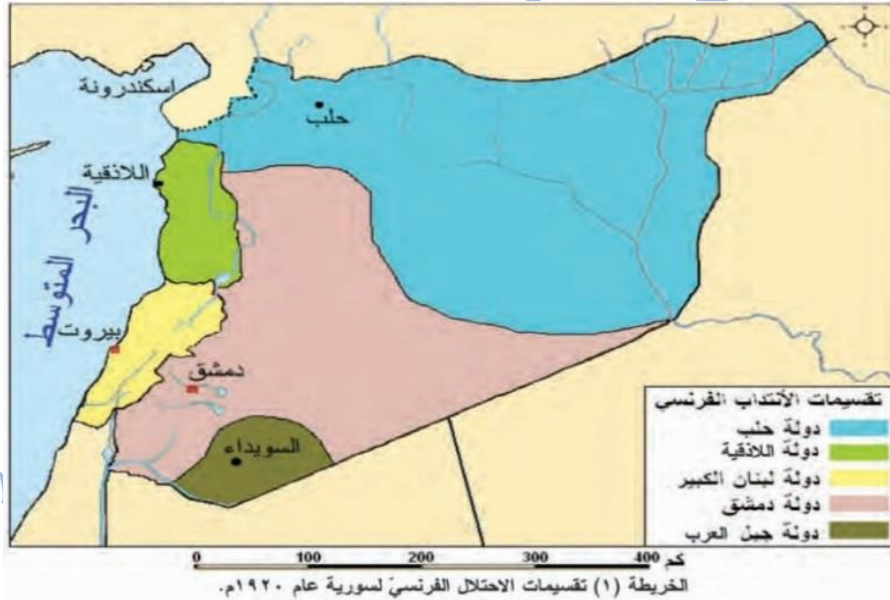 اسكندرونة
حلب
اللاذقية
البحر المتوسط
بيروت
دمشق
السويداء
تقسيمات الأنتداب الفرنسي
دولة حلب
دولة اللاذقية
دولة لبنان الكبير
دولة دمشق
دولة جبل العرب
0 100 200 300 400 كم
الخريطة (١) تقسيمات الاحتلال الفرنسيّ لسورية عام ١٩٢٠م.